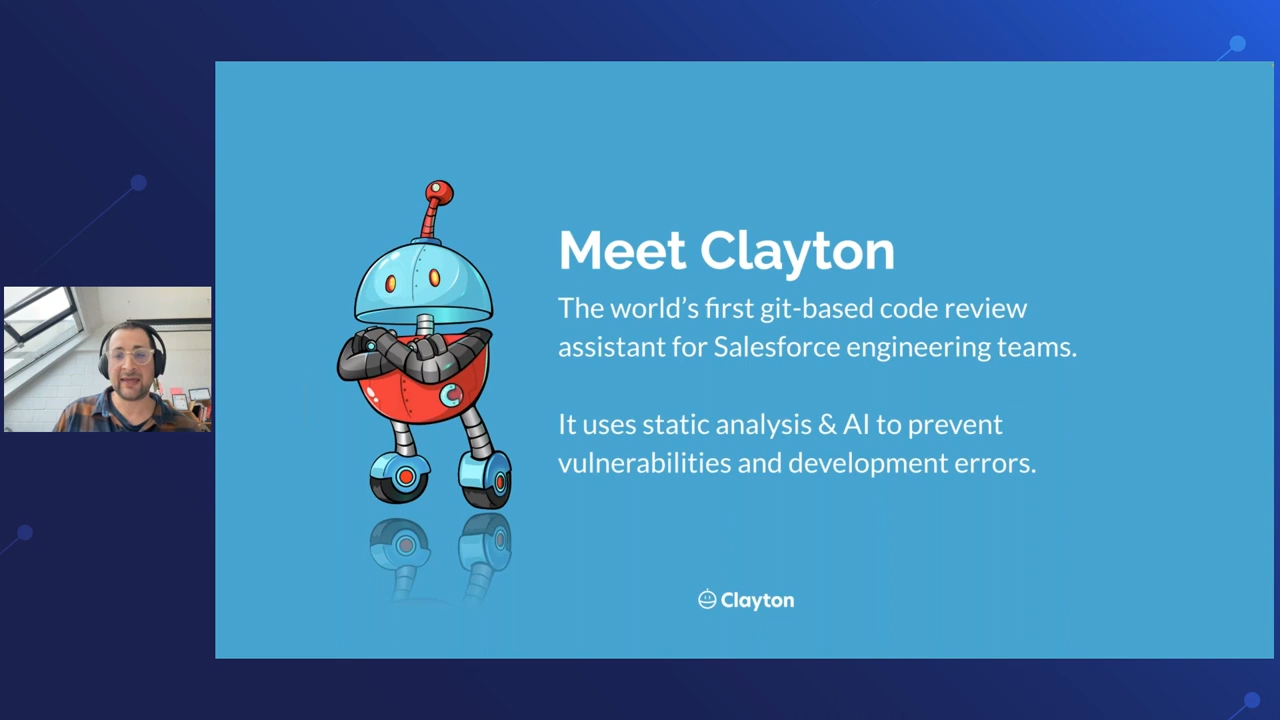 Meet Clayton
The world’s first git-based code review
assistant for Salesforce engineering teams.
It uses static analysis & AI to prevent
vulnerabilities and development errors.
Clayton